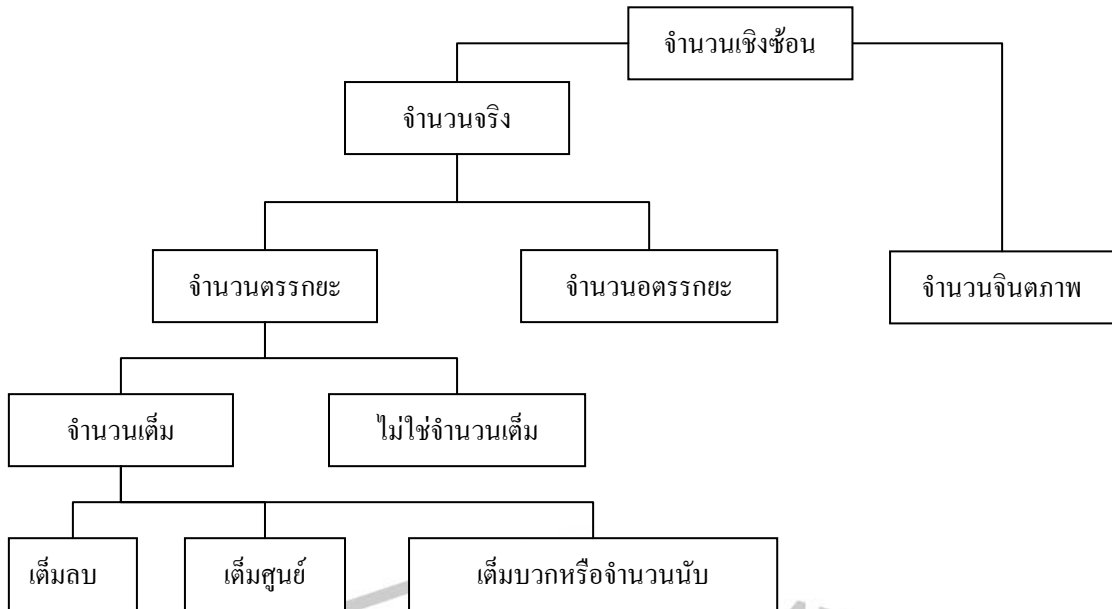 จำนวนเชิงซ้อน
จำนวนจริง
จำนวนตรรกยะ
จำนวนอตรรกยะ
จำนวนจินตภาพ
จำนวนเต็ม
ไม่ใช่จำนวนเต็ม
เต็มลบ
เต็มศูนย์
เต็มบวกหรือจำนวนนับ